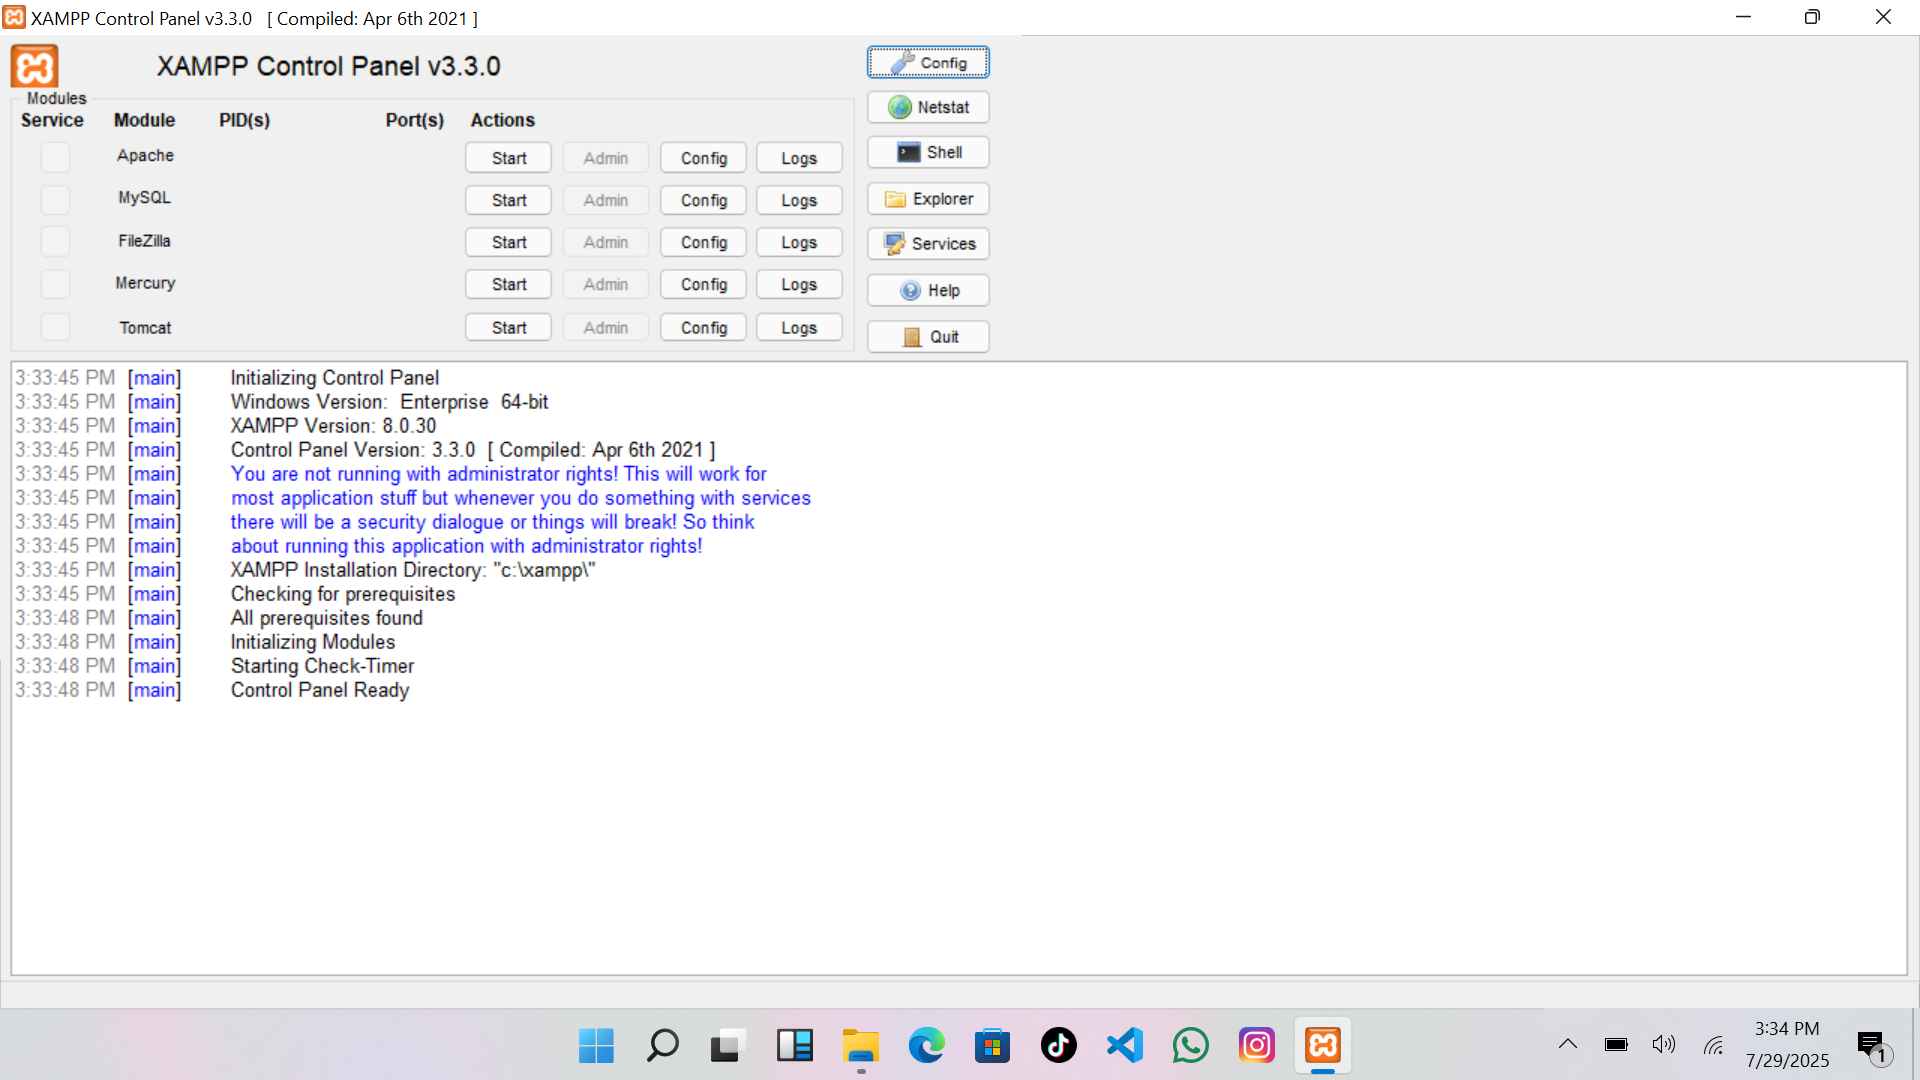 XAMPP Control Panel v3.3.0 [ Compiled: Apr 6th 2021 ]
XAMPP Control Panel v3.3.0
Config
Modules
Service Module PID(s) Port(s) Actions
Netstat
Apache Start Admin Config Logs
Shell
MySQL Start Admin Config Logs
Explorer
FileZilla Start Admin Config Logs
Services
Mercury Start Admin Config Logs
Help
Tomcat Start Admin Config Logs
Quit
3:33:45 PM [main] Initializing Control Panel
3:33:45 PM [main] Windows Version: Enterprise 64-bit
3:33:45 PM [main] XAMPP Version: 8.0.30
3:33:45 PM [main] Control Panel Version: 3.3.0 [ Compiled: Apr 6th 2021 ]
3:33:45 PM [main] You are not running with administrator rights! This will work for
3:33:45 PM [main] most application stuff but whenever you do something with services
3:33:45 PM [main] there will be a security dialogue or things will break! So think
3:33:45 PM [main] about running this application with administrator rights!
3:33:45 PM [main] XAMPP Installation Directory: "c:\xampp\"
3:33:45 PM [main] Checking for prerequisites
3:33:48 PM [main] All prerequisites found
3:33:48 PM [main] Initializing Modules
3:33:48 PM [main] Starting Check-Timer
3:33:48 PM [main] Control Panel Ready
3:34 PM
7/29/2025
1